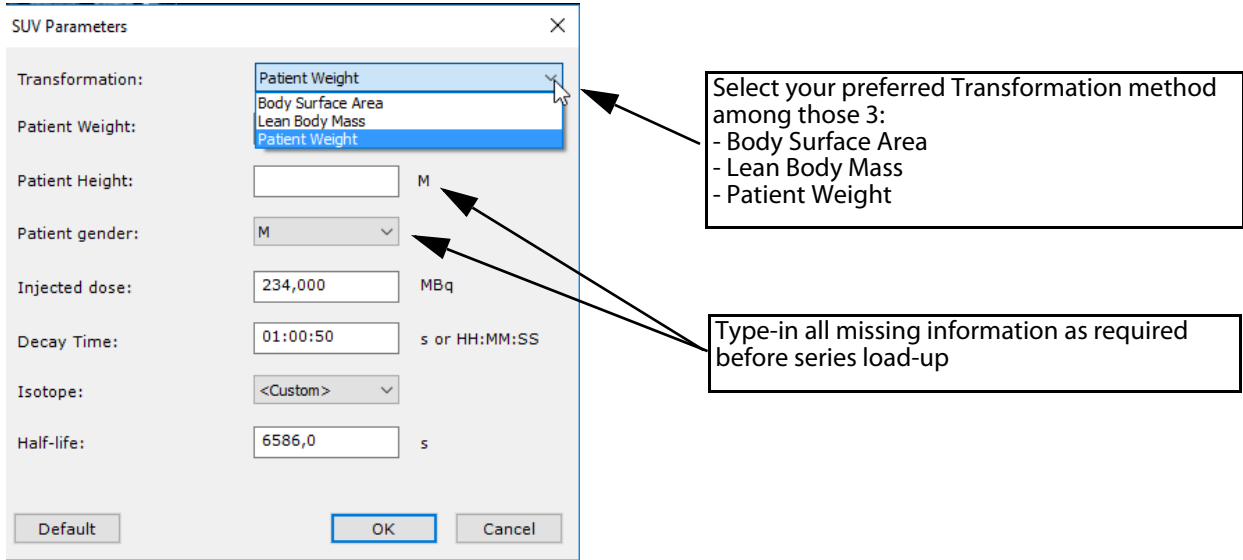 SUV Parameters
Transformation:
Patient Weight
Body Surface Area
Lean Body Mass
Patient Weight
Patient Weight:
Patient Height:
M
Patient gender:
M
Injected dose:
234,000
MBq
Decay Time:
01:00:50
s or HH:MM:SS
Isotope:
<Custom>
Half-life:
6586,0
s
Default
OK
Cancel
Select your preferred Transformation method
among those 3:
- Body Surface Area
- Lean Body Mass
- Patient Weight
Type-in all missing information as required
before series load-up